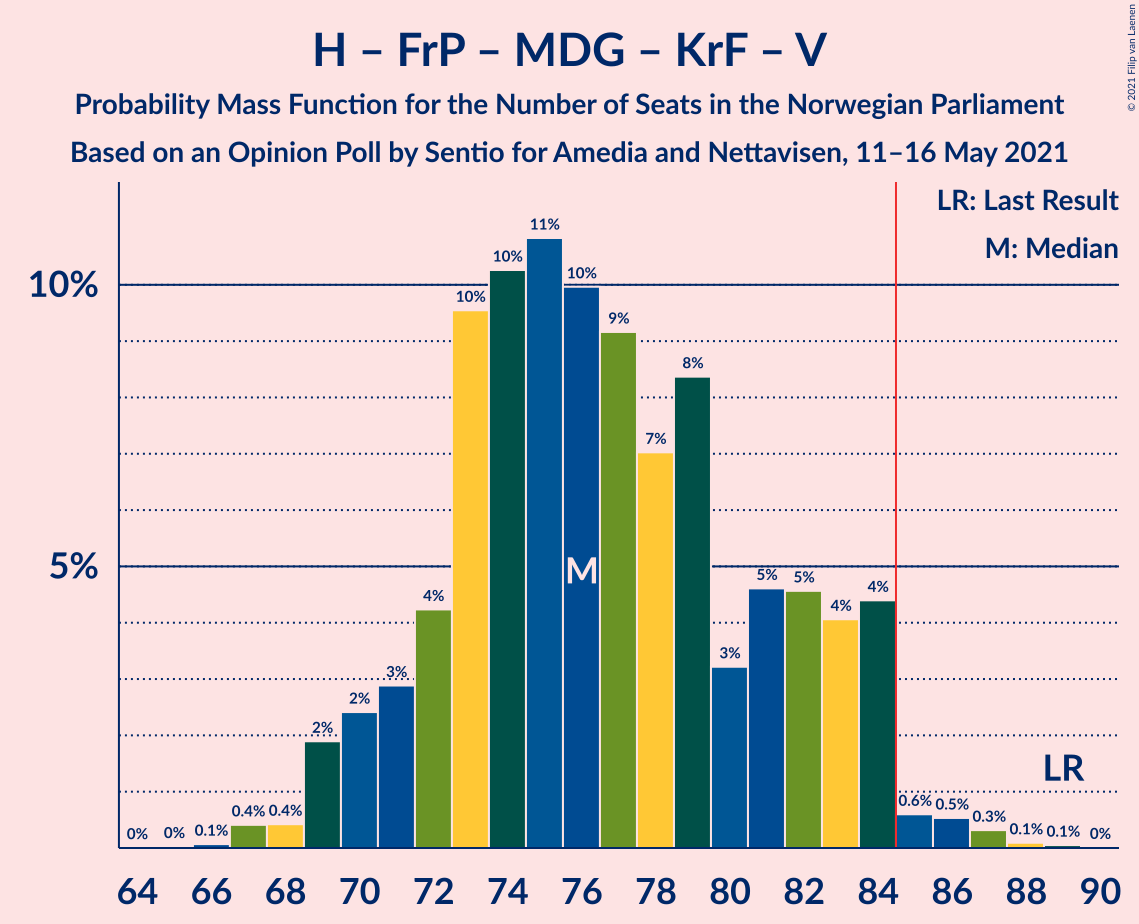 H – FrP – MDG – KrF – V
Probability Mass Function for the Number of Seats in the Norwegian Parliament
Based on an Opinion Poll by Sentio for Amedia and Nettavisen, 11–16 May 2021
© 2021 Filip van Laenen
LR: Last Result
M: Median
10%
5%
0% 0% 0.1% 0.4% 0.4% 2% 2% 3% 4% 10% 10% 11% 10% 9% 7% 8% 3% 5% 5% 4% 4% 0.6% 0.5% 0.3% 0.1% 0.1% 0%
M
LR
64 66 68 70 72 74 76 78 80 82 84 86 88 90